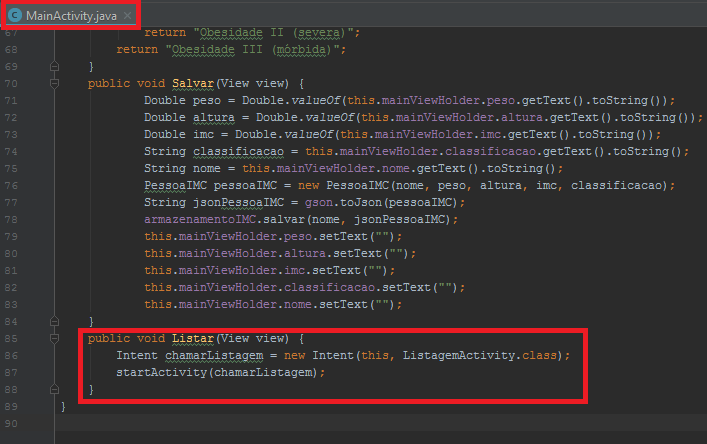 MainActivity.java
67 return "Obesidade II (severa)";
68 return "Obesidade III (mórbida)";
69 }
70 public void Salvar(View view) {
71 Double peso = Double.valueOf(this.mainViewHolder.peso.getText().toString());
72 Double altura = Double.valueOf(this.mainViewHolder.altura.getText().toString());
73 Double imc = Double.valueOf(this.mainViewHolder.imc.getText().toString());
74 String classificacao = this.mainViewHolder.classificacao.getText().toString();
75 String nome = this.mainViewHolder.nome.getText().toString();
76 PessoaIMC pessoaIMC = new PessoaIMC(nome, peso, altura, imc, classificacao);
77 String jsonPessoaIMC = gson.toJson(pessoaIMC);
78 armazenamentoIMC.salvar(nome, jsonPessoaIMC);
79 this.mainViewHolder.peso.setText("");
80 this.mainViewHolder.altura.setText("");
81 this.mainViewHolder.imc.setText("");
82 this.mainViewHolder.classificacao.setText("");
83 this.mainViewHolder.nome.setText("");
84 }
85 public void Listar(View view) {
86 Intent chamarListagem = new Intent(this, ListagemActivity.class);
87 startActivity(chamarListagem);
88 }
89 }
90